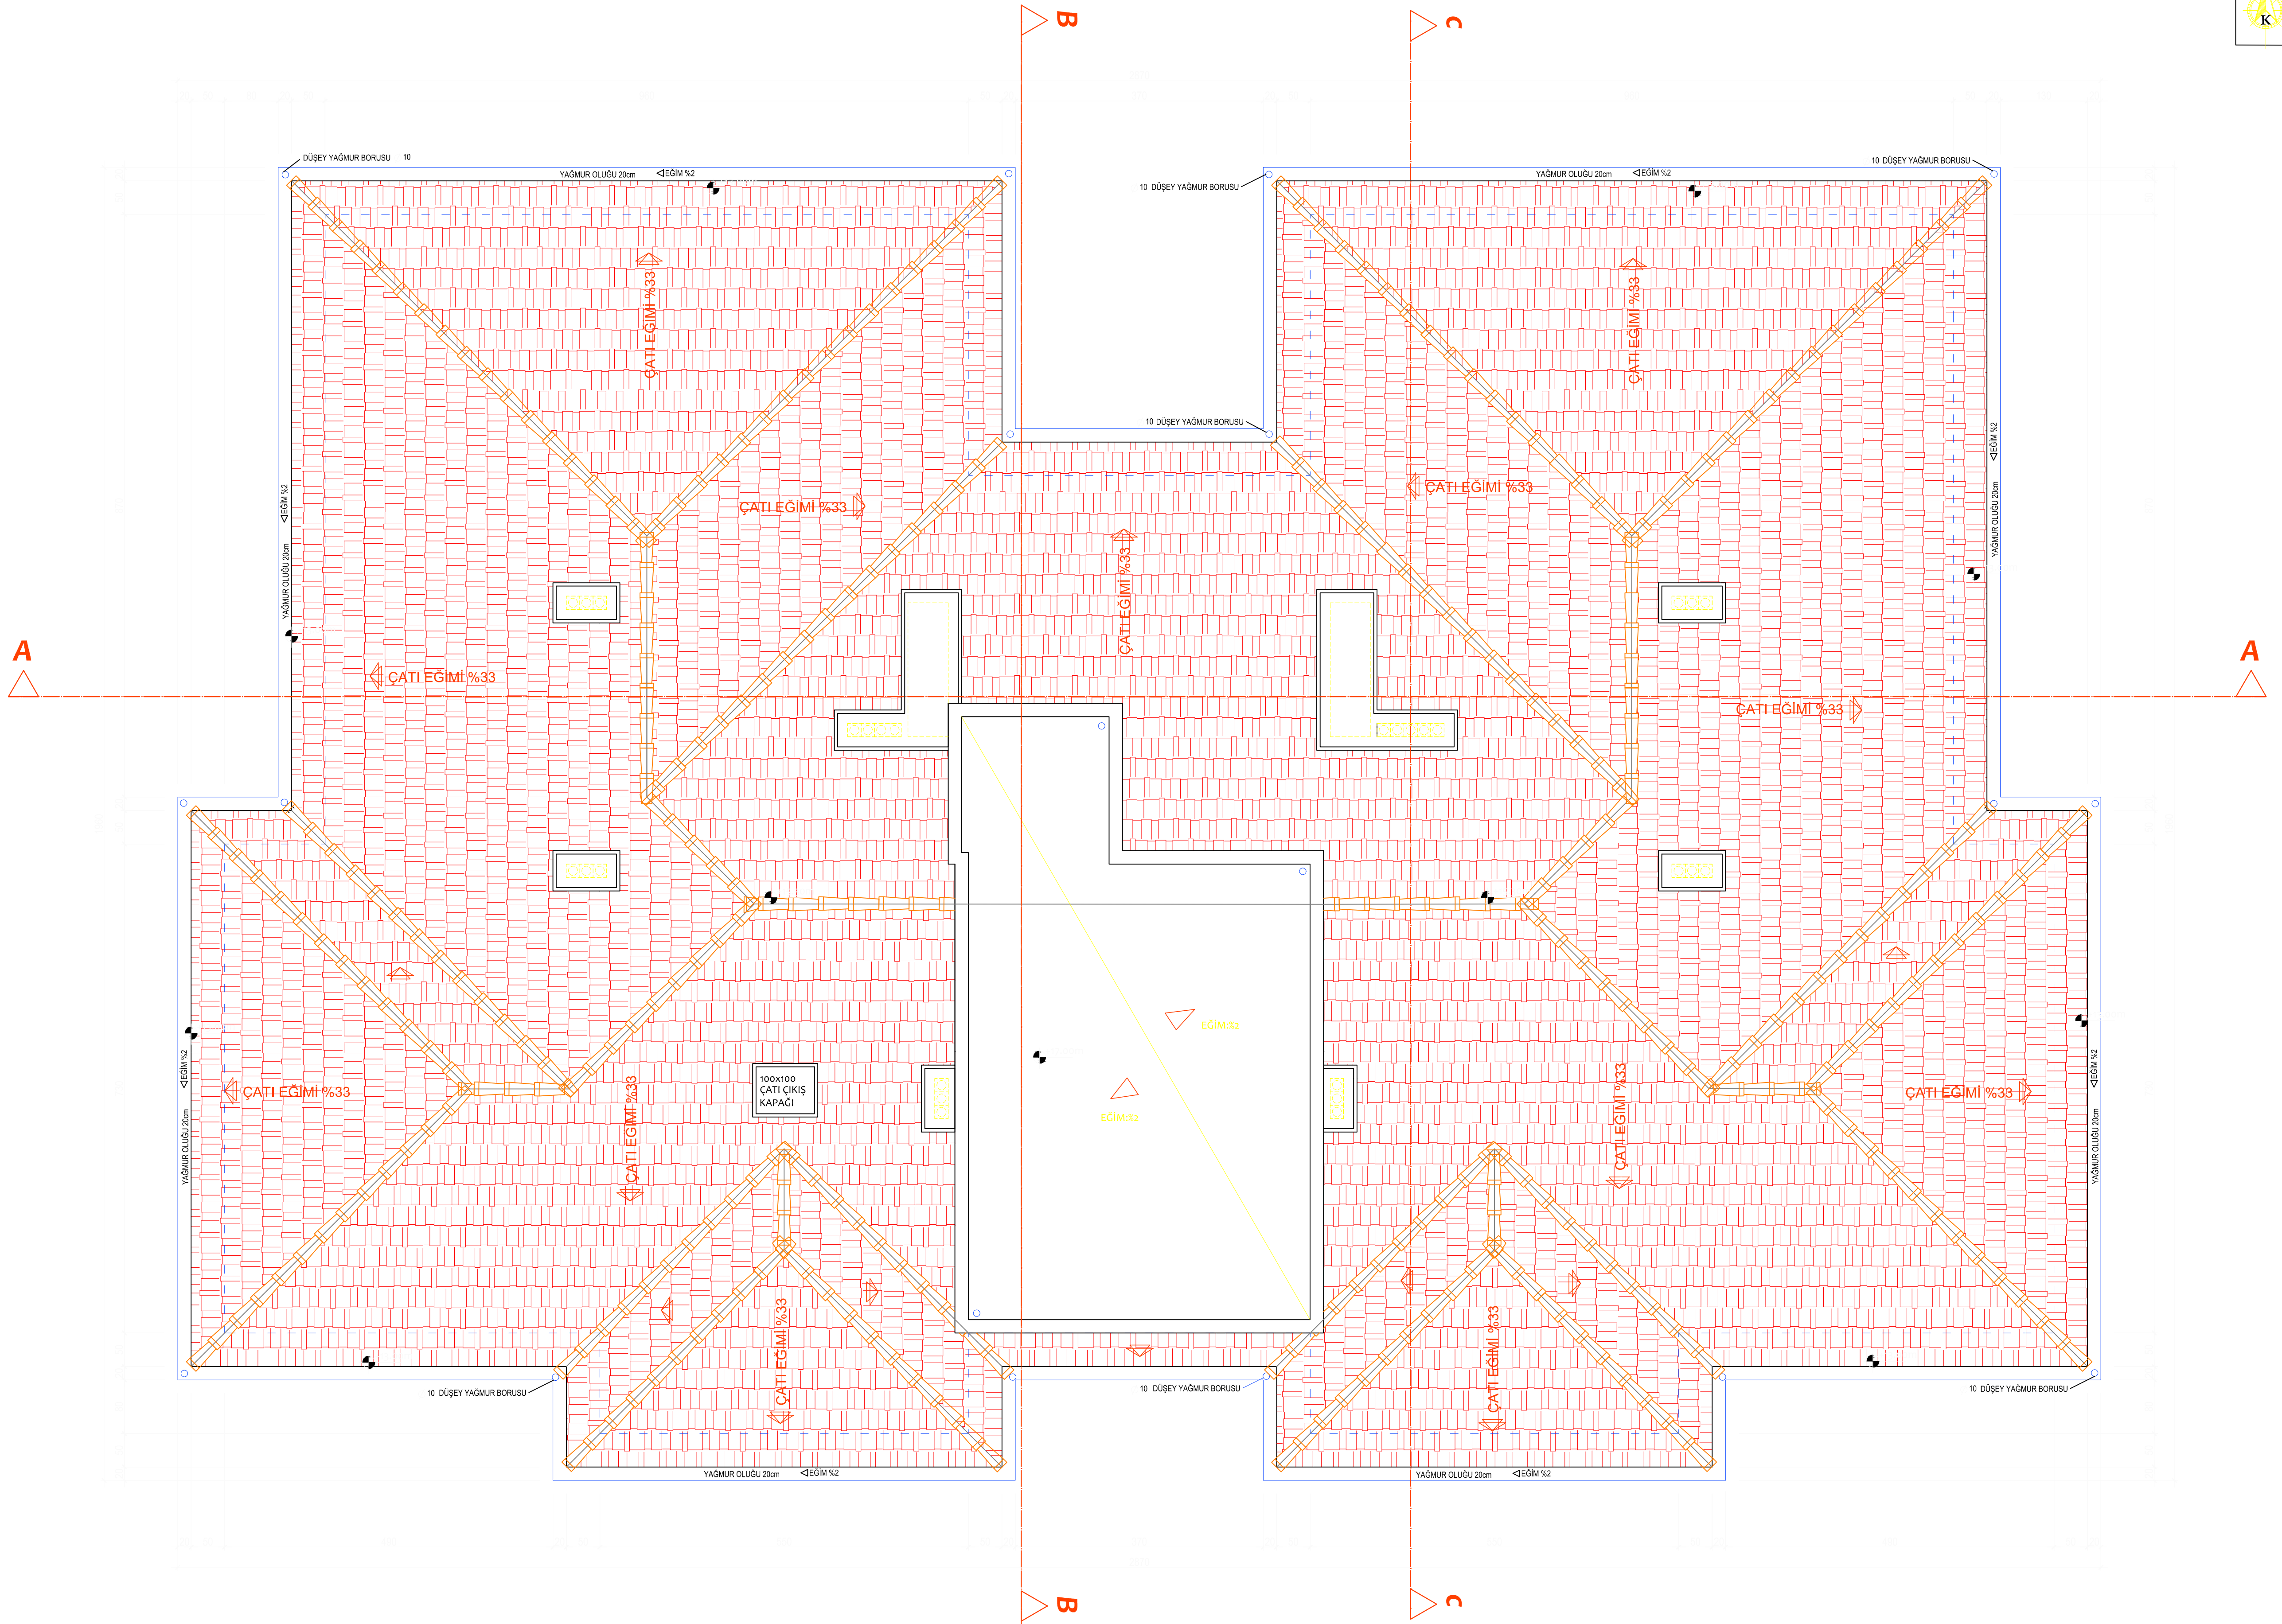 B
C
K
DÜŞEY YAĞMUR BORUSU 10
YAĞMUR OLUĞU 20cm EĞİM %2
10 DÜŞEY YAĞMUR BORUSU
YAĞMUR OLUĞU 20cm EĞİM %2
10 DÜŞEY YAĞMUR BORUSU
ÇATI EĞİMİ %33
ÇATI EĞİMİ %33
10 DÜŞEY YAĞMUR BORUSU
EĞİM %2
YAĞMUR OLUĞU 20cm
EĞİM %2
YAĞMUR OLUĞU 20cm
ÇATI EĞİMİ %33
ÇATI EĞİMİ %33
ÇATI EĞİMİ %33
A
A
ÇATI EĞİMİ %33
ÇATI EĞİMİ %33
EĞİM %2
YAĞMUR OLUĞU 20cm
ÇATI EĞİMİ %33
ÇATI EĞİMİ %33
100x100
ÇATI ÇIKIŞ
KAPAĞI
ÇATI EĞİMİ %33
ÇATI EĞİMİ %33
EĞİM %2
YAĞMUR OLUĞU 20cm
ÇATI EĞİMİ %33
ÇATI EĞİMİ %33
10 DÜŞEY YAĞMUR BORUSU
10 DÜŞEY YAĞMUR BORUSU
10 DÜŞEY YAĞMUR BORUSU
YAĞMUR OLUĞU 20cm EĞİM %2
YAĞMUR OLUĞU 20cm EĞİM %2
B
C